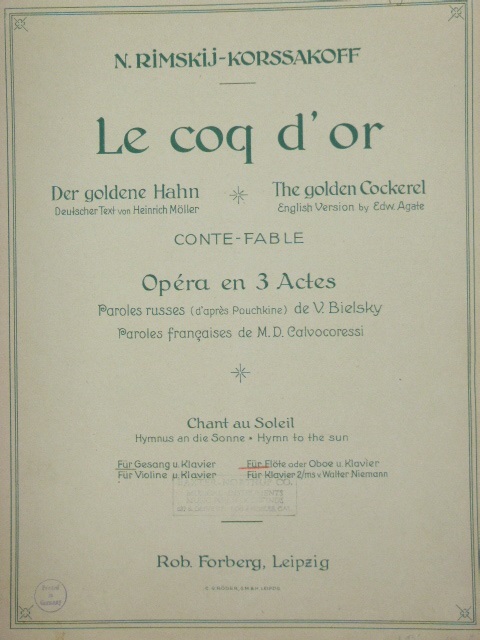 N. RIMSKIJ-KORSSAKOFF
Le coq d'or
Der goldene Hahn
Deutscher Text von Heinrich Möller
The golden Cockerel
English Version by Edw. Agate
CONTE-FABLE
Opéra en 3 Actes
Paroles russes (d'après Pouchkine) de V. Bielsky
Paroles françaises de M.D. Calvocoressi
Chant au Soleil
Hymnus an die Sonne • Hymn to the sun
Für Gesang u. Klavier
Für Violine u. Klavier
Für Flöte oder Oboe u. Klavier
Für Klavier 2/ms v. Walter Niemann
Rob. Forberg, Leipzig